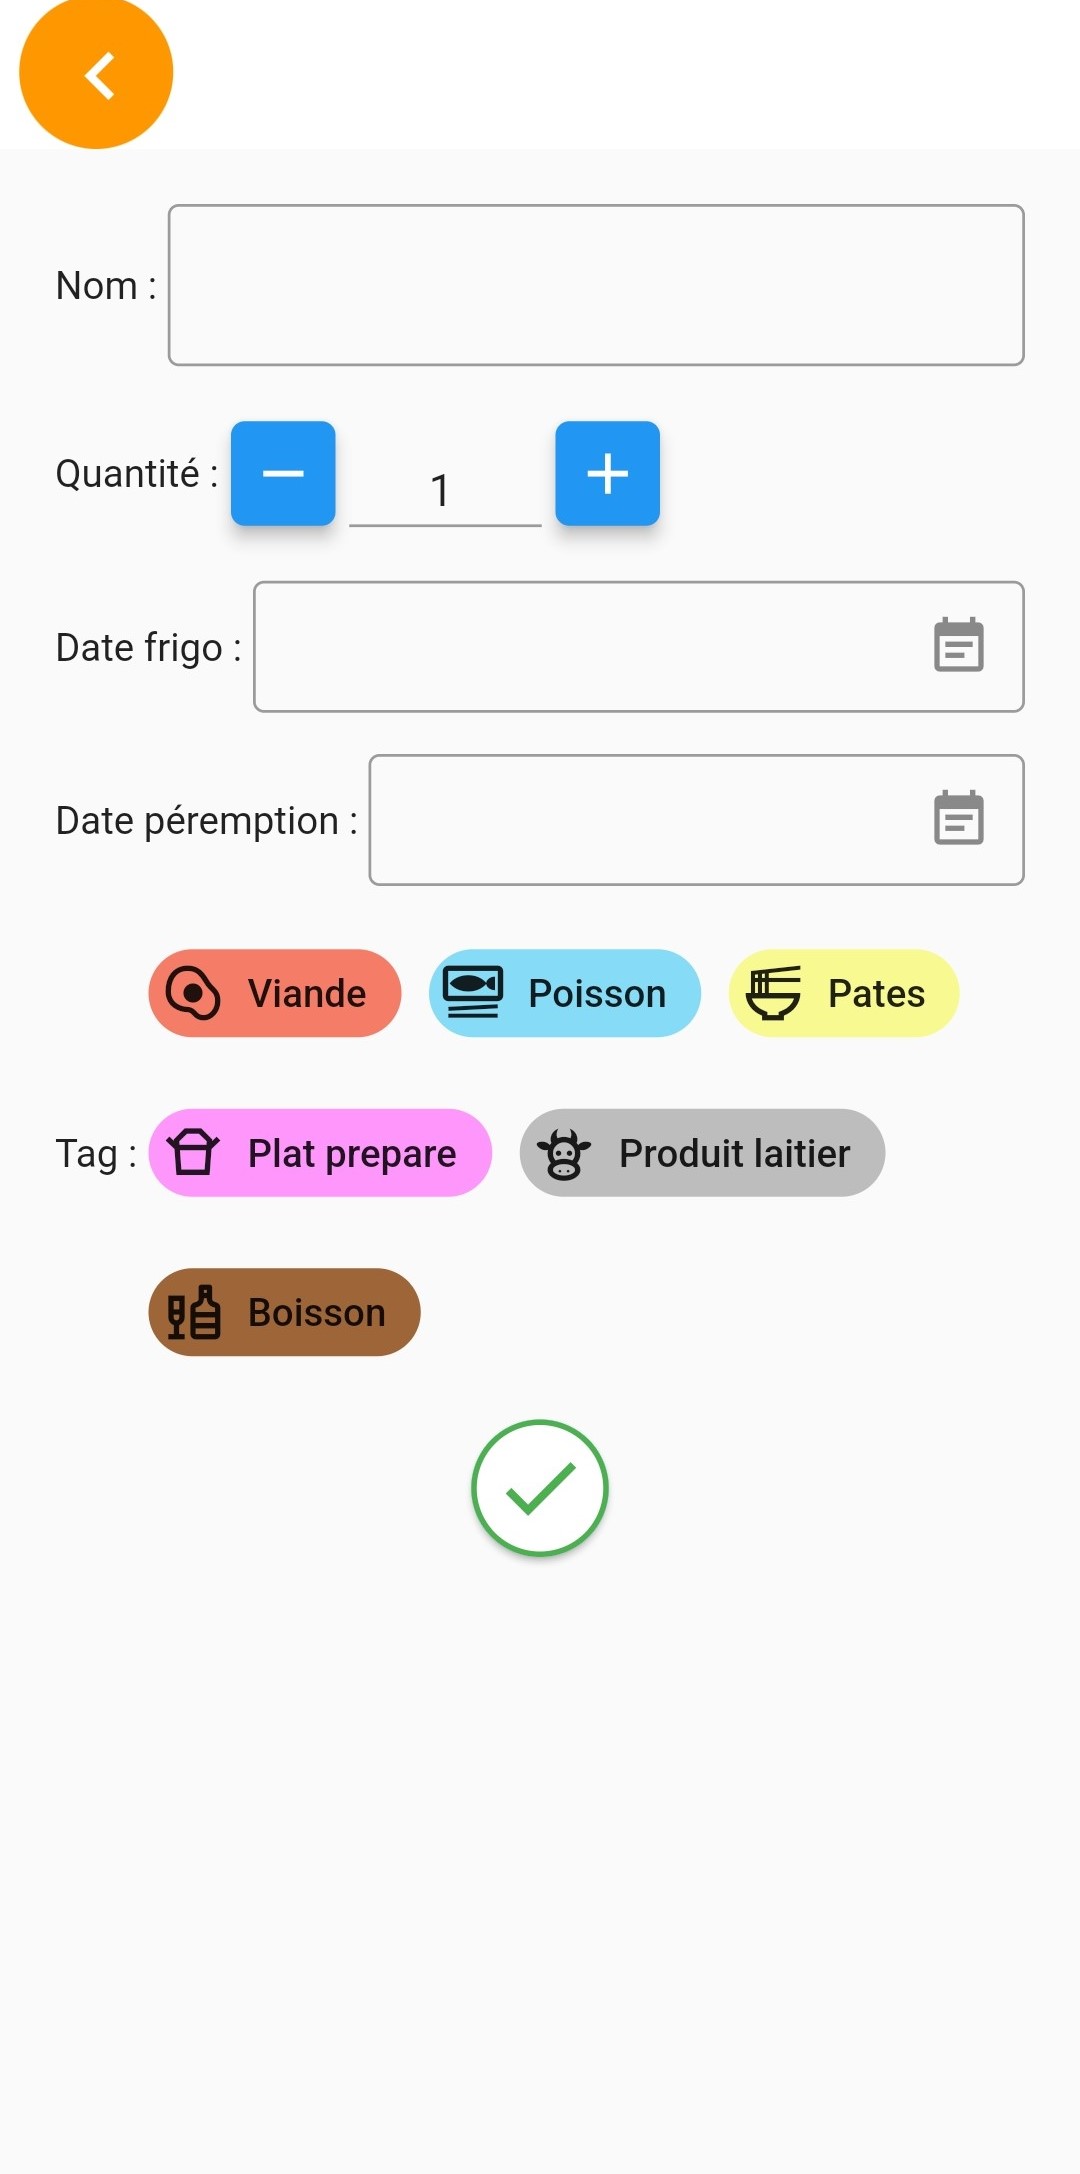 Nom :
Quantité :
1
Date frigo :
Date péremption :
Viande Poisson Pates
Tag : Plat prepare Produit laitier
Boisson